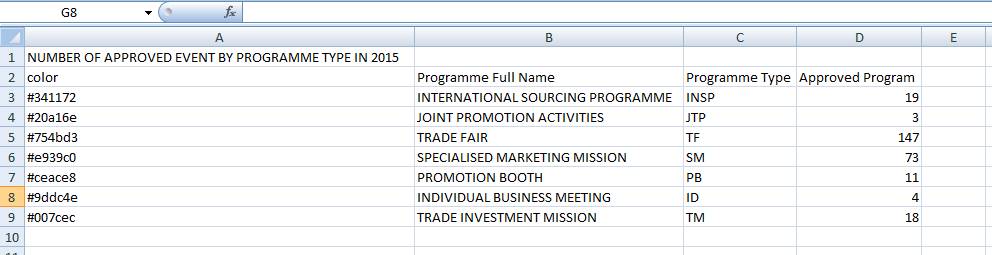 G8 fx
A B C D E
1 NUMBER OF APPROVED EVENT BY PROGRAMME TYPE IN 2015
2 color Programme Full Name Programme Type Approved Program
3 #341172 INTERNATIONAL SOURCING PROGRAMME INSP 19
4 #20a16e JOINT PROMOTION ACTIVITIES JTP 3
5 #754bd3 TRADE FAIR TF 147
6 #e939c0 SPECIALISED MARKETING MISSION SM 73
7 #ceace8 PROMOTION BOOTH PB 11
8 #9ddc4e INDIVIDUAL BUSINESS MEETING ID 4
9 #007cec TRADE INVESTMENT MISSION TM 18
10